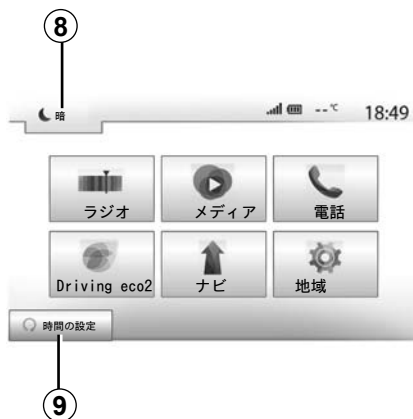 8
暗 --℃ 18:49
ラジオ メディア 電話
Driving eco2 ナビ 地域
時間の設定
9